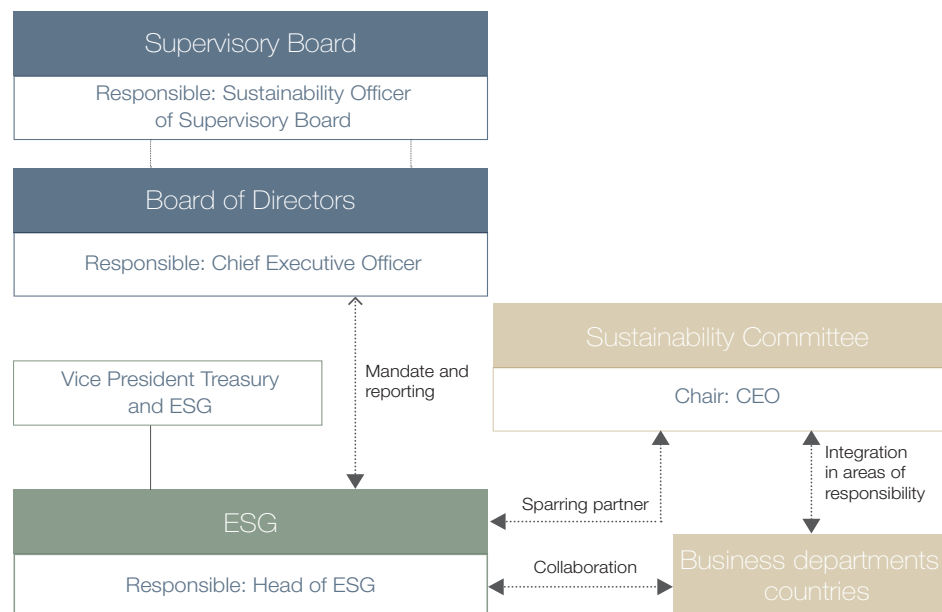 Supervisory Board
Responsible: Sustainability Officer
of Supervisory Board
Board of Directors
Responsible: Chief Executive Officer
Mandate and
reporting
Vice President Treasury
and ESG
Sustainability Committee
Chair: CEO
Integration
in areas of
responsibility
Sparring partner
ESG
Responsible: Head of ESG
Collaboration
Business departments
countries